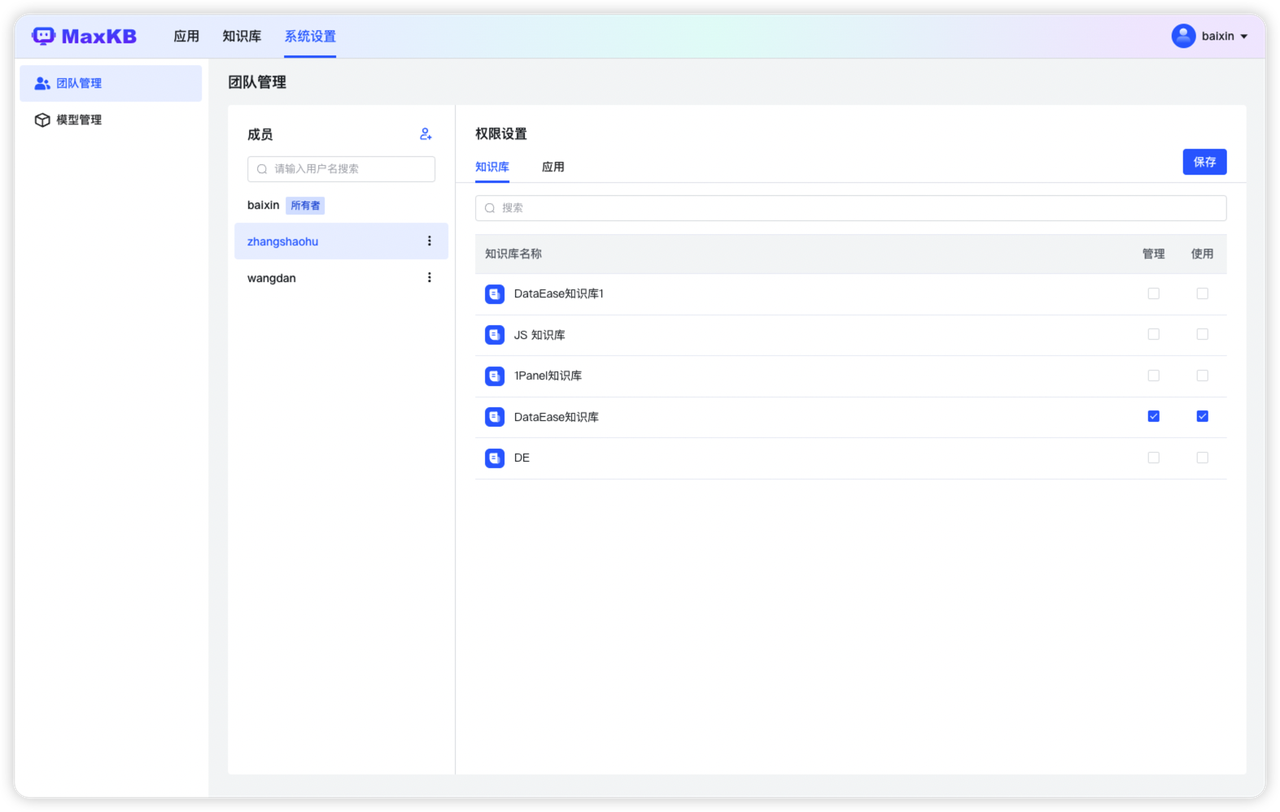 MaxKB 应用 知识库 系统设置 baixin
团队管理
模型管理
团队管理
成员
请输入用户名搜索
baixin 所有者
zhangshaohu
wangdan
权限设置
知识库 应用
保存
搜索
知识库名称 管理 使用
DataEase知识库1
JS 知识库
1Panel知识库
DataEase知识库
DE